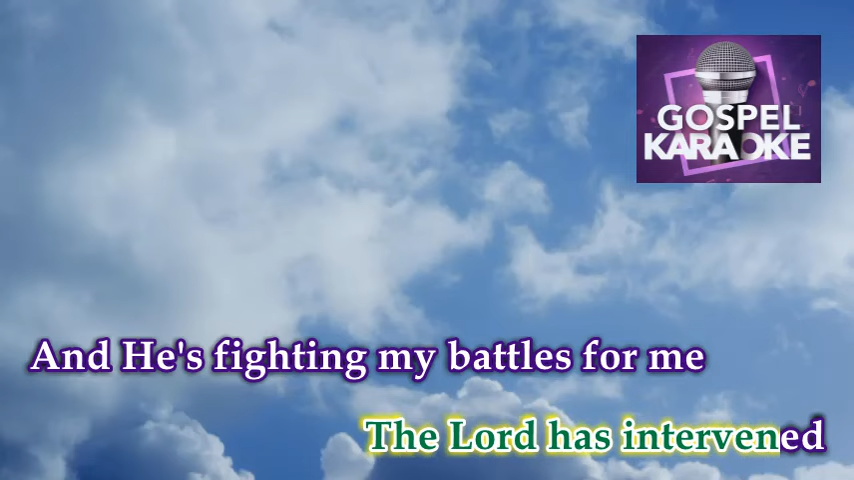 GOSPEL
KARAOKE
And He's fighting my battles for me
The Lord has intervened